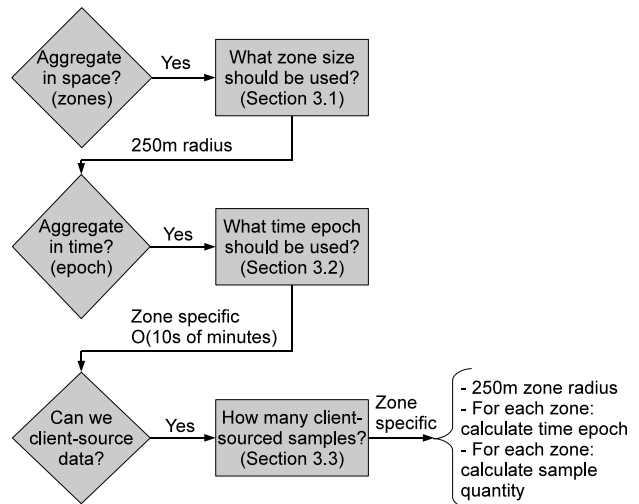 Aggregate
in space?
(zones)
Yes
What zone size
should be used?
(Section 3.1)
250m radius
Aggregate
in time?
(epoch)
Yes
What time epoch
should be used?
(Section 3.2)
Zone specific
O(10s of minutes)
Can we
client-source
data?
Yes
How many client-
sourced samples?
(Section 3.3)
Zone
specific
- 250m zone radius
- For each zone:
calculate time epoch
- For each zone:
calculate sample
quantity